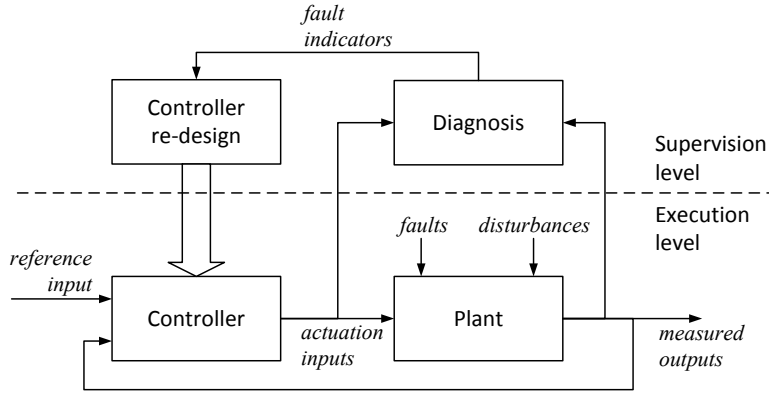 fault
indicators
Controller
re-design
Diagnosis
Supervision
level
Execution
level
faults
disturbances
reference
input
Controller
actuation
inputs
Plant
measured
outputs